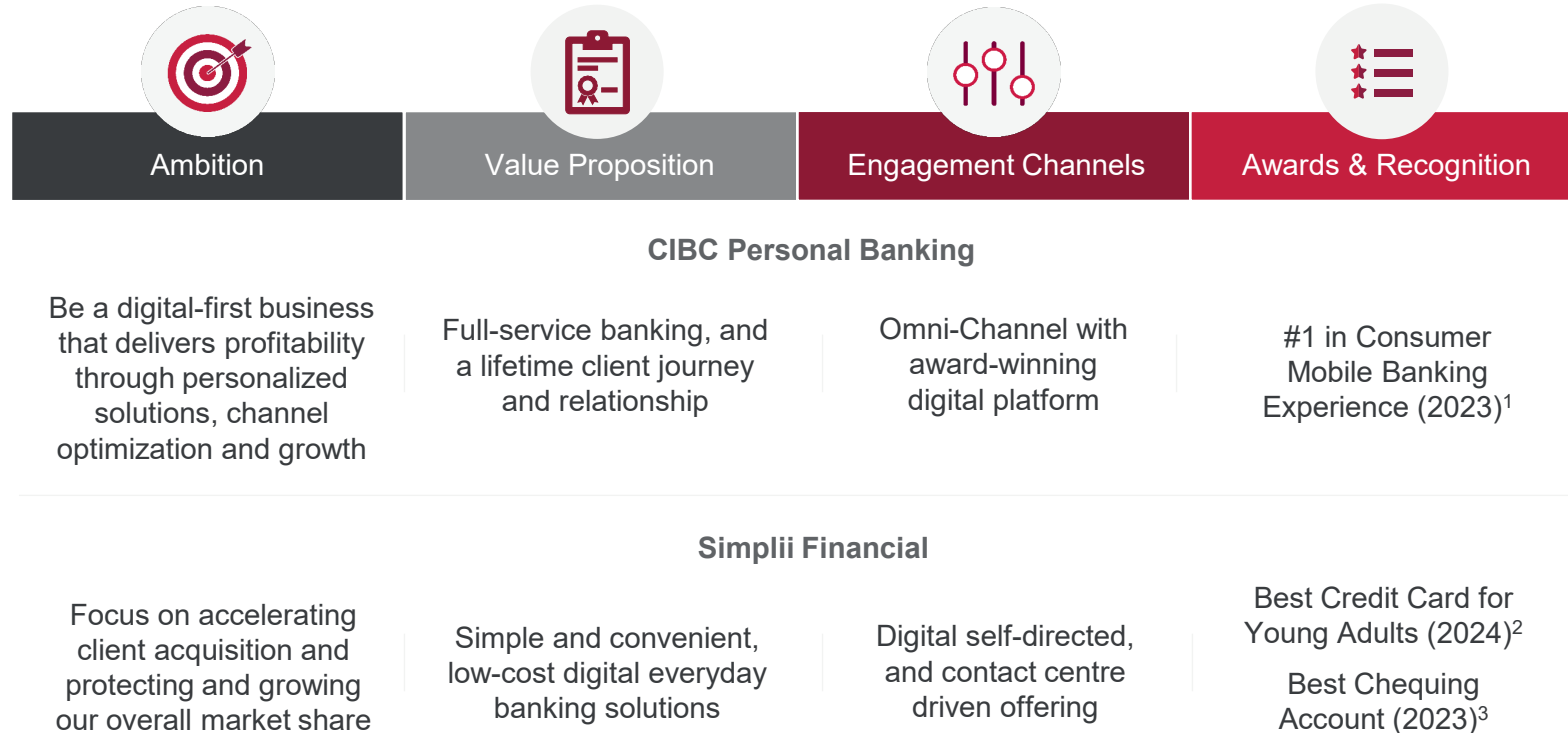 Ambition
Value Proposition
Engagement Channels
Awards & Recognition
CIBC Personal Banking
Be a digital-first business
that delivers profitability
through personalized
solutions, channel
optimization and growth
Full-service banking, and
a lifetime client journey
and relationship
Omni-Channel with
award-winning
digital platform
#1 in Consumer
Mobile Banking
Experience (2023)¹
Simplii Financial
Focus on accelerating
client acquisition and
protecting and growing
our overall market share
Simple and convenient,
low-cost digital everyday
banking solutions
Digital self-directed,
and contact centre
driven offering
Best Credit Card for
Young Adults (2024)²
Best Chequing
Account (2023)³